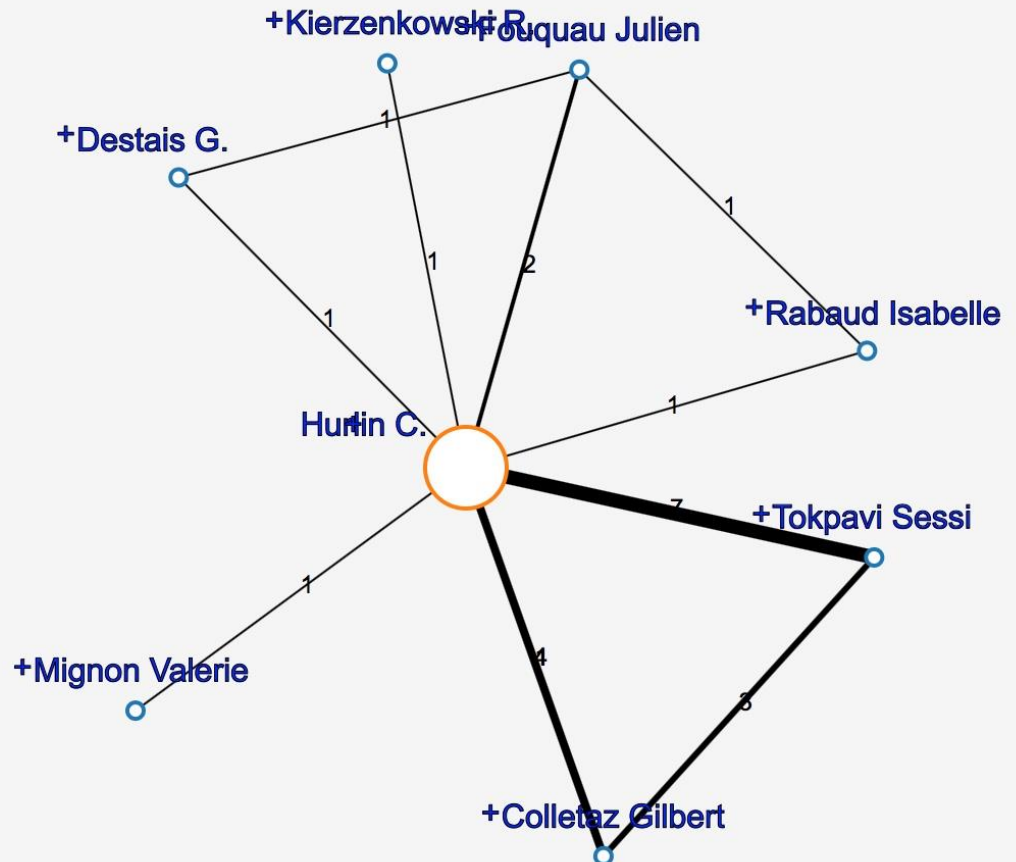 +Kierzenkowski R.
+Fouquau Julien
1
+Destais G.
1
1
2
1
+Rabaud Isabelle
1
+Hurlin C.
7
+Tokpavi Sessi
1
4
+Mignon Valerie
3
+Colletaz Gilbert